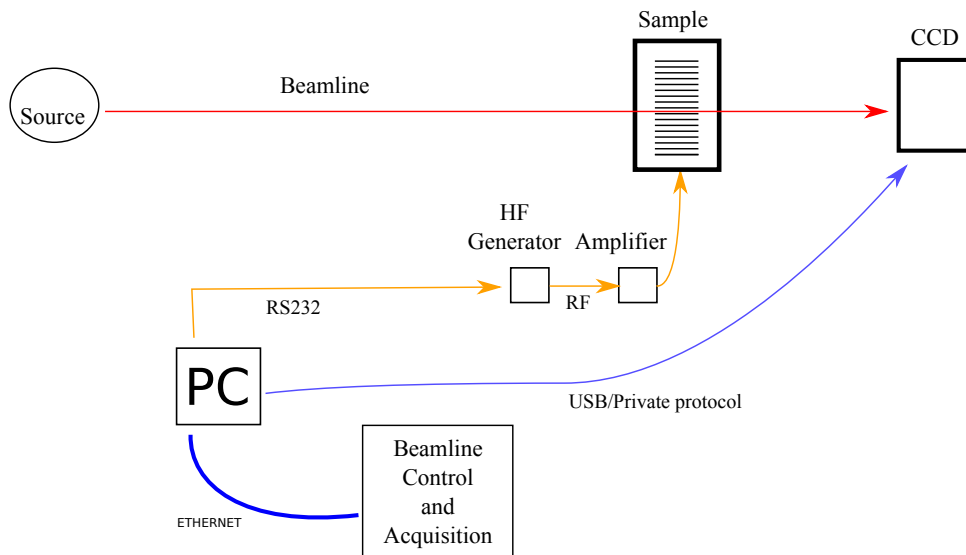 Sample
CCD
Beamline
Source
HF
Generator
Amplifier
RS232
RF
PC
USB/Private protocol
Beamline
Control
and
Acquisition
ETHERNET